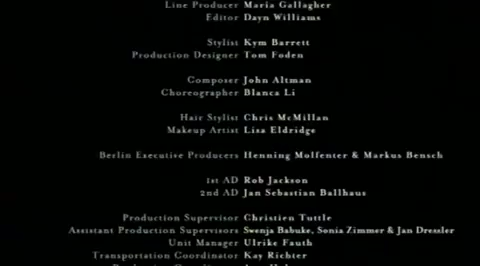 Line Producer Maria Gallagher
Editor Dayn Williams
Stylist Kym Barrett
Production Designer Tom Foden
Composer John Altman
Choreographer Blanca Li
Hair Stylist Chris McMillan
Makeup Artist Lisa Eldridge
Berlin Executive Producers Henning Molfenter & Markus Bensch
1st AD Rob Jackson
2nd AD Jan Sebastian Ballhaus
Production Supervisor Christien Tuttle
Assistant Production Supervisors Swenja Babuke, Sonia Zimmer & Jan Dressler
Unit Manager Ulrike Fauth
Transportation Coordinator Kay Richter